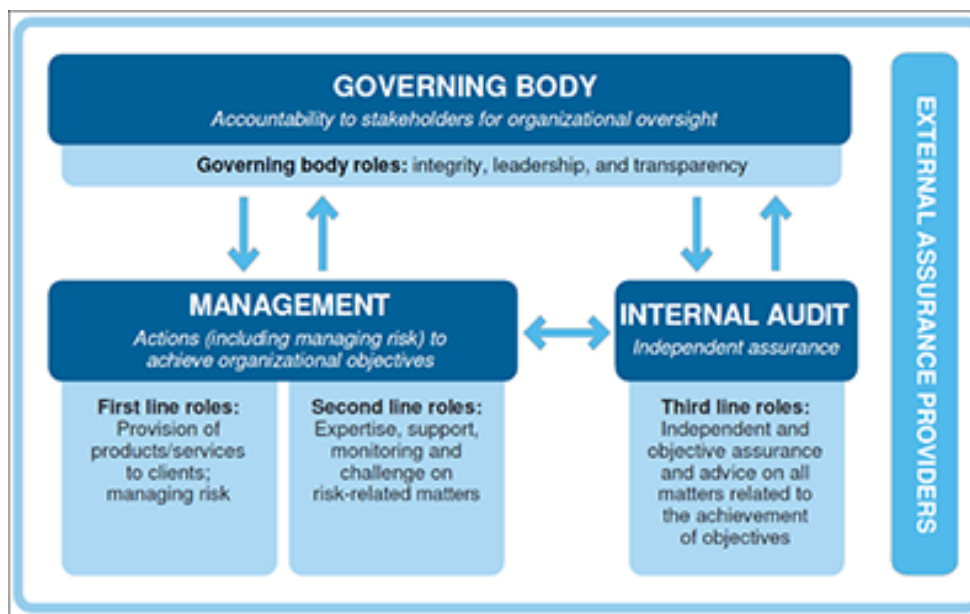 GOVERNING BODY
Accountability to stakeholders for organizational oversight
Governing body roles: integrity, leadership, and transparency
MANAGEMENT
Actions (including managing risk) to
achieve organizational objectives
First line roles:
Provision of
products/services
to clients;
managing risk
Second line roles:
Expertise, support,
monitoring and
challenge on
risk-related matters
INTERNAL AUDIT
Independent assurance
Third line roles:
Independent and
objective assurance
and advice on all
matters related to
the achievement
of objectives
EXTERNAL ASSURANCE PROVIDERS